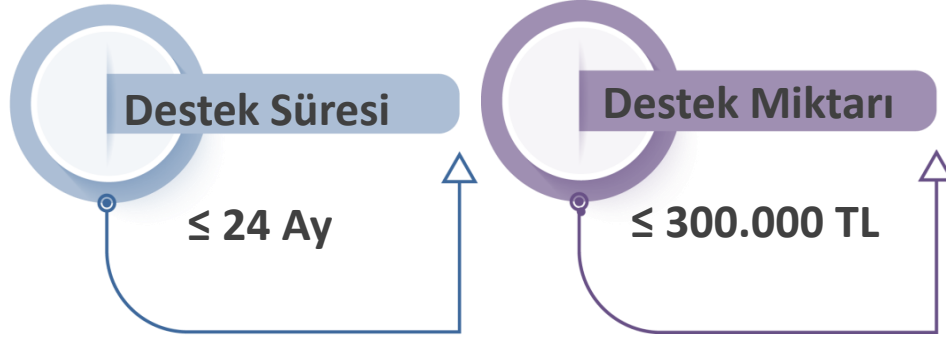 Destek Süresi
≤ 24 Ay
Destek Miktarı
≤ 300.000 TL